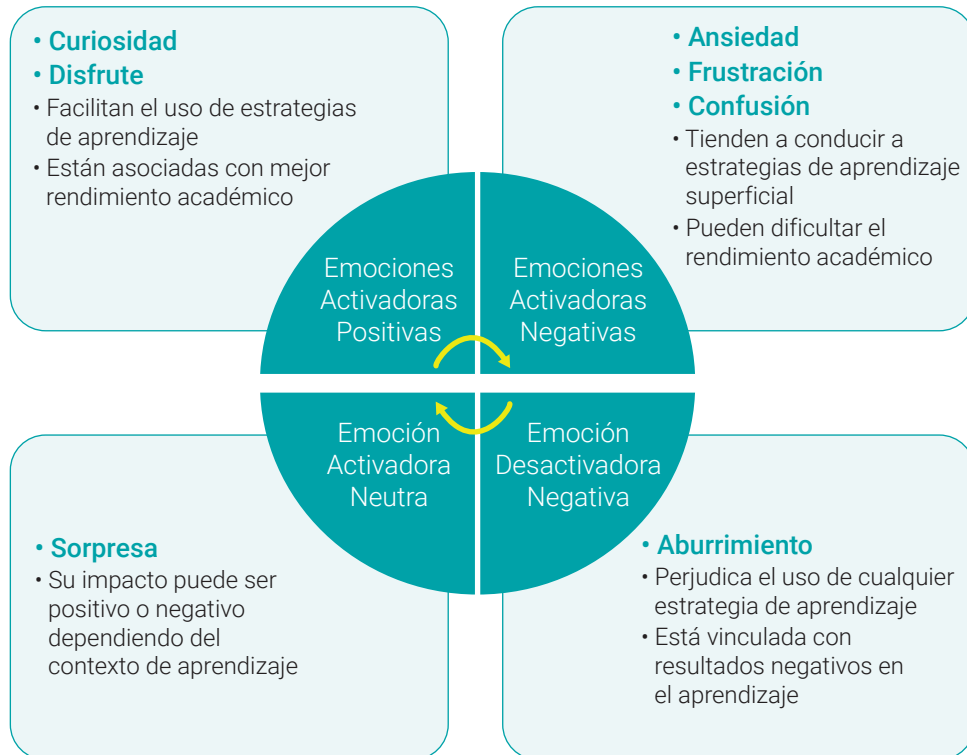 • Curiosidad
• Disfrute
• Facilitan el uso de estrategias
de aprendizaje
• Están asociadas con mejor
rendimiento académico
• Ansiedad
• Frustración
• Confusión
• Tienden a conducir a
estrategias de aprendizaje
superficial
• Pueden dificultar el
rendimiento académico
Emociones
Activadoras
Positivas
Emociones
Activadoras
Negativas
Emoción
Activadora
Neutra
Emoción
Desactivadora
Negativa
• Sorpresa
• Su impacto puede ser
positivo o negativo
dependiendo del
contexto de aprendizaje
• Aburrimiento
• Perjudica el uso de cualquier
estrategia de aprendizaje
• Está vinculada con
resultados negativos en
el aprendizaje